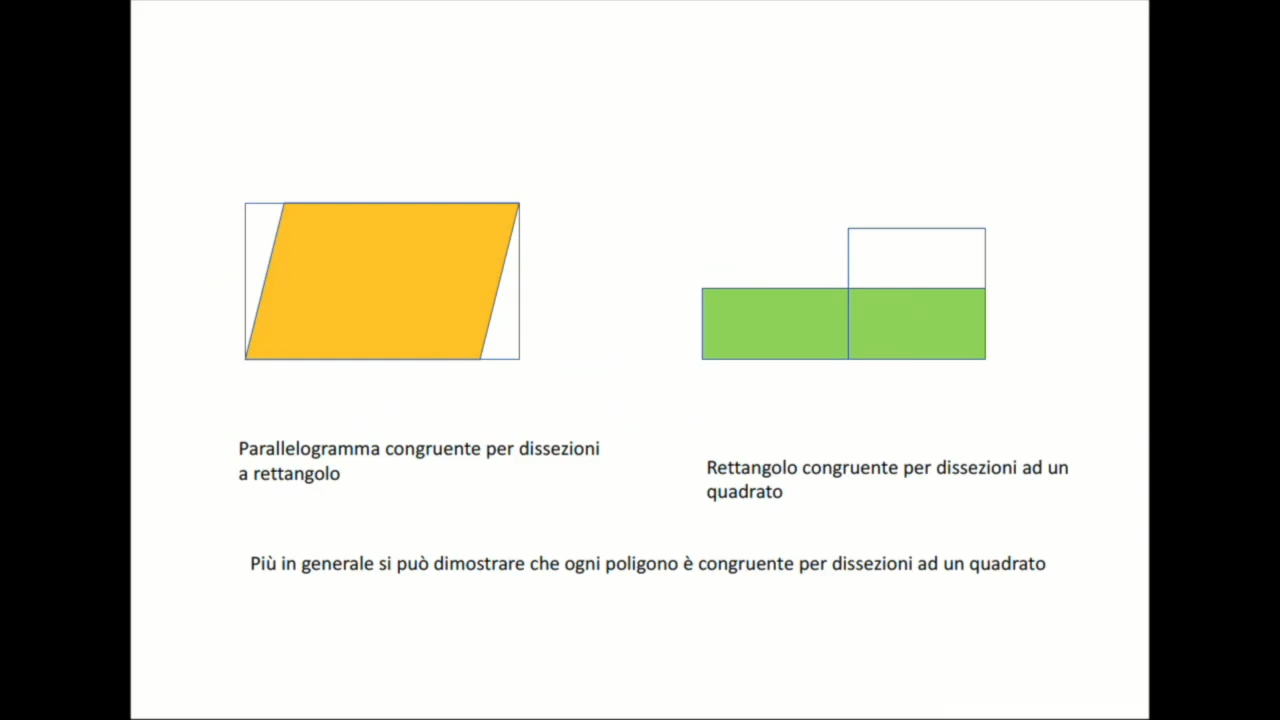 Parallelogramma congruente per dissezioni
a rettangolo
Rettangolo congruente per dissezioni ad un
quadrato
Più in generale si può dimostrare che ogni poligono è congruente per dissezioni ad un quadrato